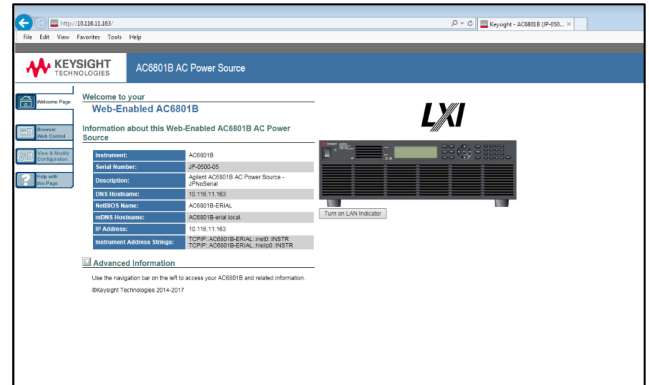 http://10.116.11.163/
Keysight - AC6801B (JP-050...
File Edit View Favorites Tools Help
KEYSIGHT
TECHNOLOGIES
AC6801B AC Power Source
Welcome Page
Browser
Web Control
View & Modify
Configuration
Help with
this Page
Welcome to your
Web-Enabled AC6801B
Information about this Web-Enabled AC6801B AC Power
Source
Instrument: AC6801B
Serial Number: JP-0500-05
Description: Agilent AC6801B AC Power Source -
JPNoSerial
DNS Hostname: 10.116.11.163
NetBIOS Name: AC6801B-ERIAL
mDNS Hostname: AC6801B-erial.local.
IP Address: 10.116.11.163
Instrument Address Strings: TCPIP::AC6801B-ERIAL::inst0::INSTR
TCPIP::AC6801B-ERIAL::hislip0::INSTR
Advanced Information
Use the navigation bar on the left to access your AC6801B and related information.
©Keysight Technologies 2014-2017
LXI
Turn on LAN Indicator